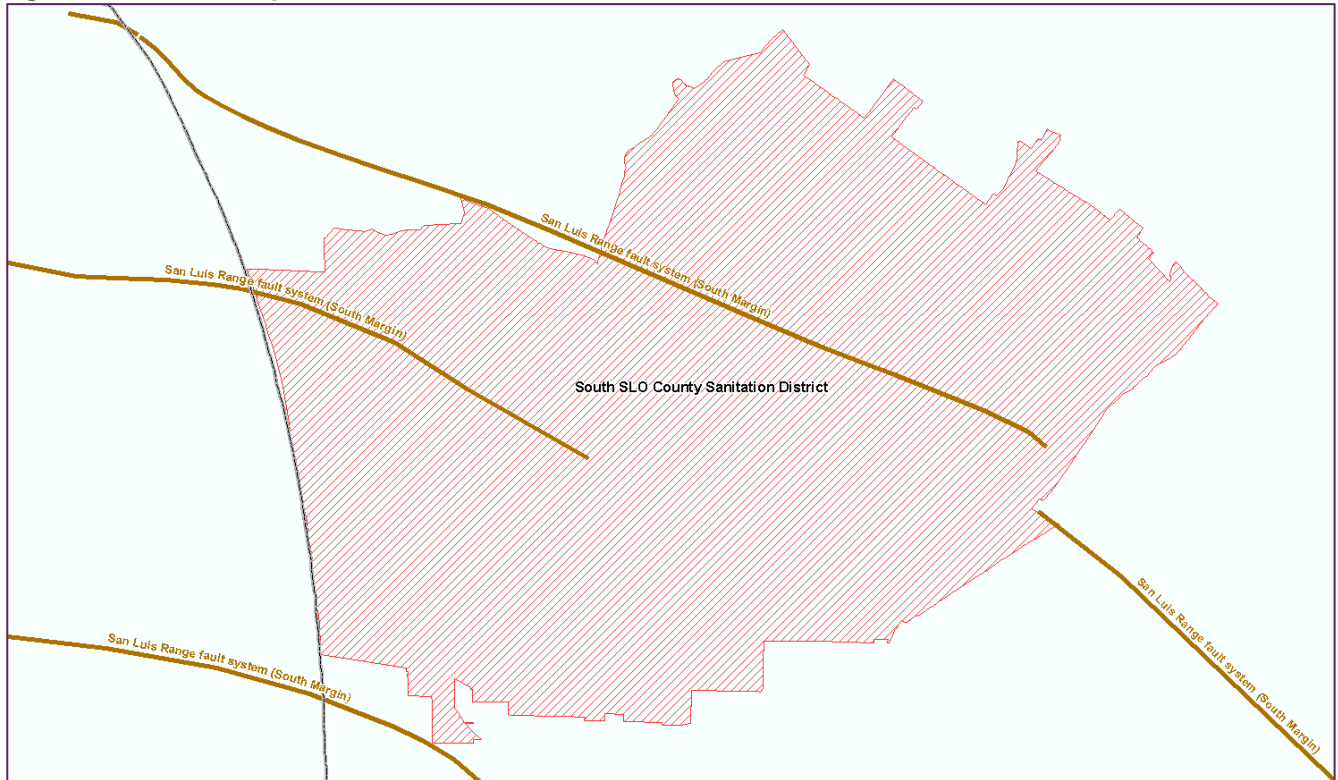 San Luis Range fault system (South Margin)
San Luis Range fault system (South Margin)
South SLO County Sanitation District
San Luis Range fault system (South Margin)
San Luis Range fault system (South Margin)